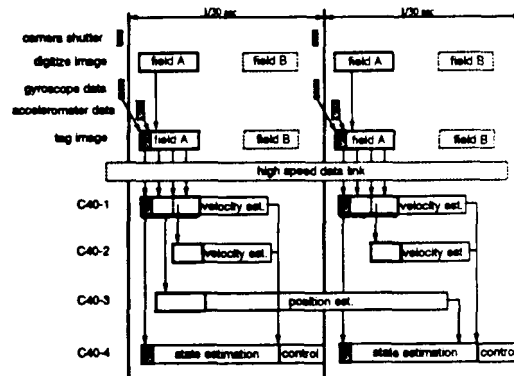 1/30 sec 1/30 sec
camera shutter
digitize image field A field B field A field B
gyroscope data
accelerometer data
tag image field A field B field A field B
high speed data link
C40-1 velocity est. velocity est.
C40-2 velocity est velocity est
C40-3 position est.
C40-4 state estimation control state estimation control